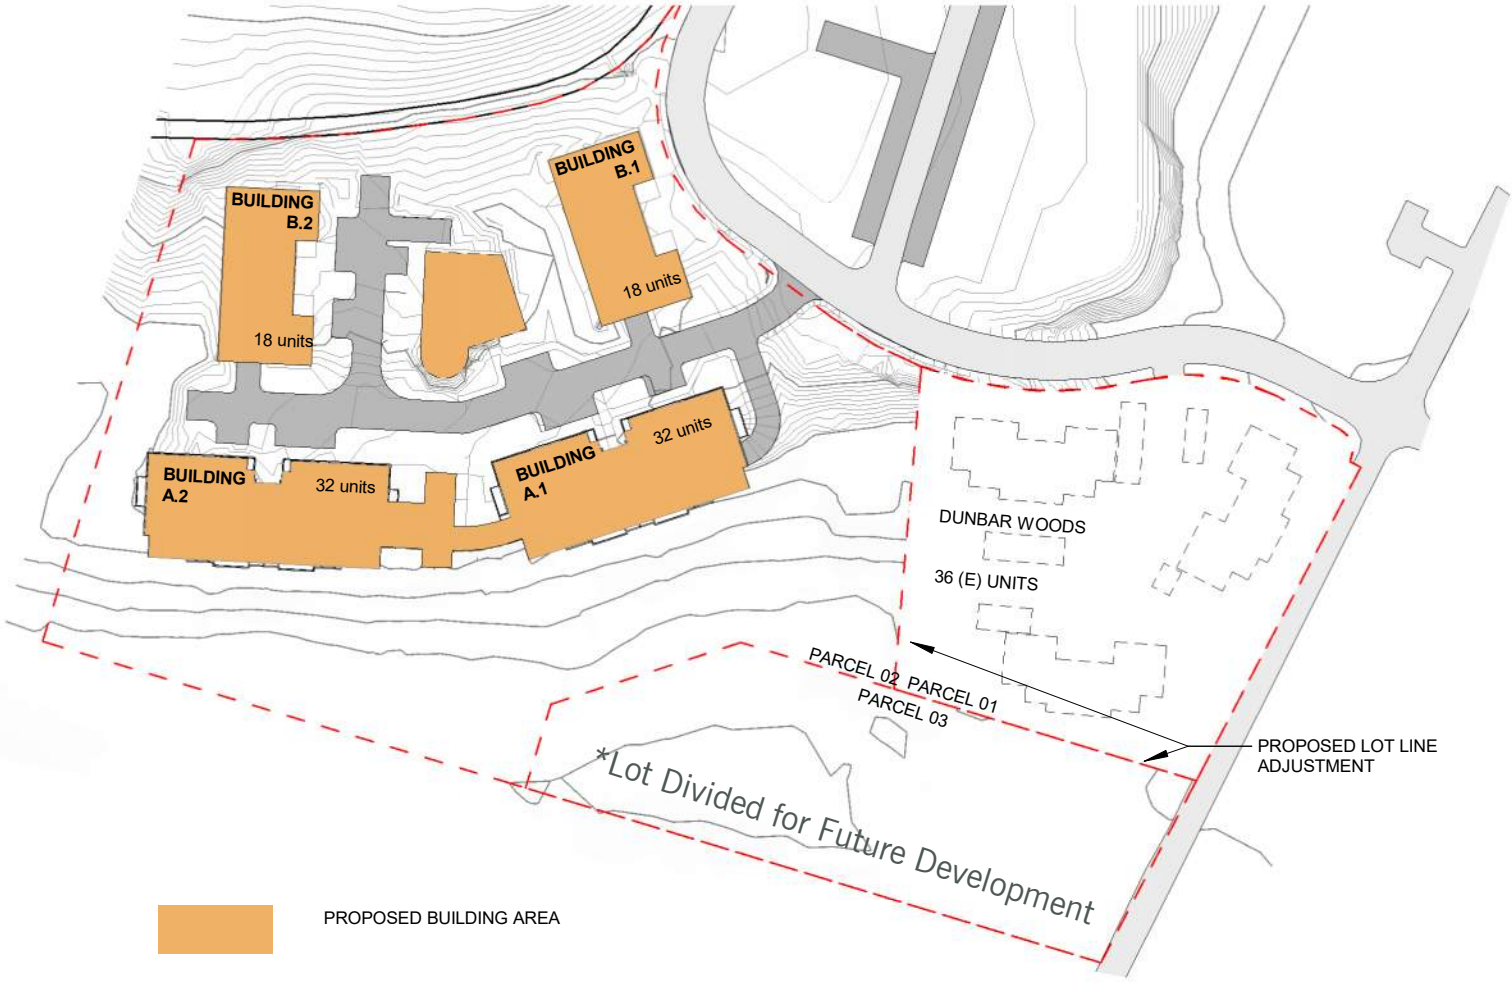 BUILDING
B.1
BUILDING
B.2
18 units
18 units
32 units
BUILDING
A.1
BUILDING
A.2
32 units
DUNBAR WOODS
36 (E) UNITS
PARCEL 02
PARCEL 01
PARCEL 03
PROPOSED LOT LINE
ADJUSTMENT
*Lot Divided for Future Development
PROPOSED BUILDING AREA